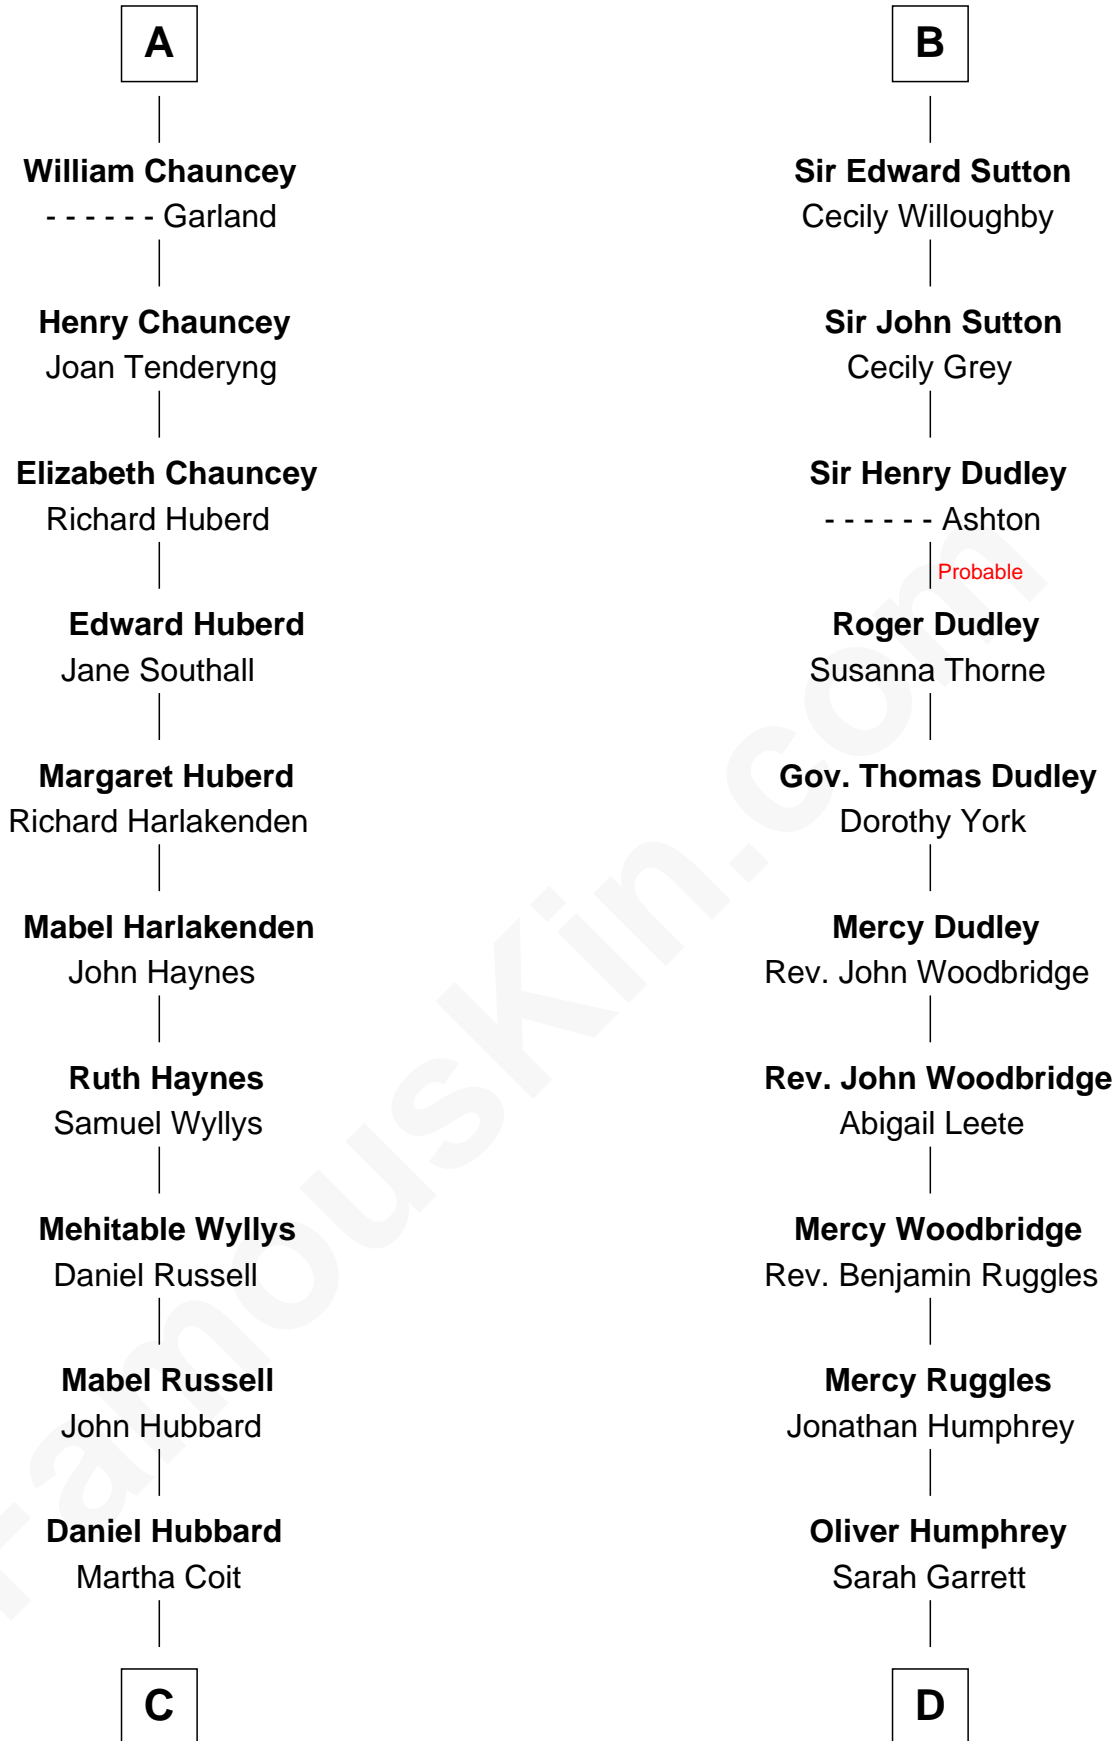 A
William Chauncey
- - - - - - Garland
Henry Chauncey
Joan Tenderyng
Elizabeth Chauncey
Richard Huberd
Edward Huberd
Jane Southall
Margaret Huberd
Richard Harlakenden
Mabel Harlakenden
John Haynes
Ruth Haynes
Samuel Wyllys
Mehitable Wyllys
Daniel Russell
Mabel Russell
John Hubbard
Daniel Hubbard
Martha Coit
C
B
Sir Edward Sutton
Cecily Willoughby
Sir John Sutton
Cecily Grey
Sir Henry Dudley
- - - - - - Ashton
Probable
Roger Dudley
Susanna Thorne
Gov. Thomas Dudley
Dorothy York
Mercy Dudley
Rev. John Woodbridge
Rev. John Woodbridge
Abigail Leete
Mercy Woodbridge
Rev. Benjamin Ruggles
Mercy Ruggles
Jonathan Humphrey
Oliver Humphrey
Sarah Garrett
D
FamousKin.com